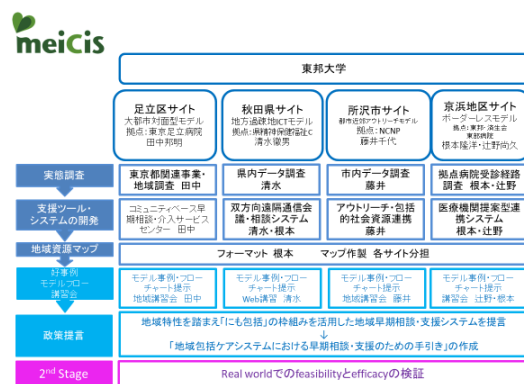 meicis
東邦大学
足立区サイト
大都市対面型モデル
拠点:東京足立病院
田中邦明
秋田県サイト
地方過疎地ICTモデル
拠点:県精神保健福祉C
清水徹男
所沢市サイト
都市近郊アウトリーチモデル
拠点:NCNP
藤井千代
京浜地区サイト
ボーダーレスモデル
拠点:東邦・済生会
東部病院
根本隆洋・辻野尚久
実態調査
東京都関連事業・
地域調査 田中
県内データ調査
清水
市内データ調査
藤井
拠点病院受診経路
調査 根本・辻野
支援ツール・
システムの開発
コミュニティベース早
期相談・介入サービス
センター 田中
双方向遠隔通信会
議・相談システム
清水・根本
アウトリーチ・包括
的社会資源連携
藤井
医療機関提案型連
携システム
根本・辻野
地域資源マップ
フォーマット 根本 マップ作製 各サイト分担
好事例
モデルフロー
講習会
モデル事例・フロー
チャート提示
地域講習会 田中
モデル事例・フロー
チャート提示
Web講習 清水
モデル事例・フロー
チャート提示
地域講習会 藤井
モデル事例・フロー
チャート提示
講習会 辻野・根本
政策提言
地域特性を踏まえ「にも包括」の枠組みを活用した地域早期相談・支援システムを提言
↓
「地域包括ケアシステムにおける早期相談・支援のための手引き」の作成
2nd Stage
Real worldでのfeasibilityとefficacyの検証